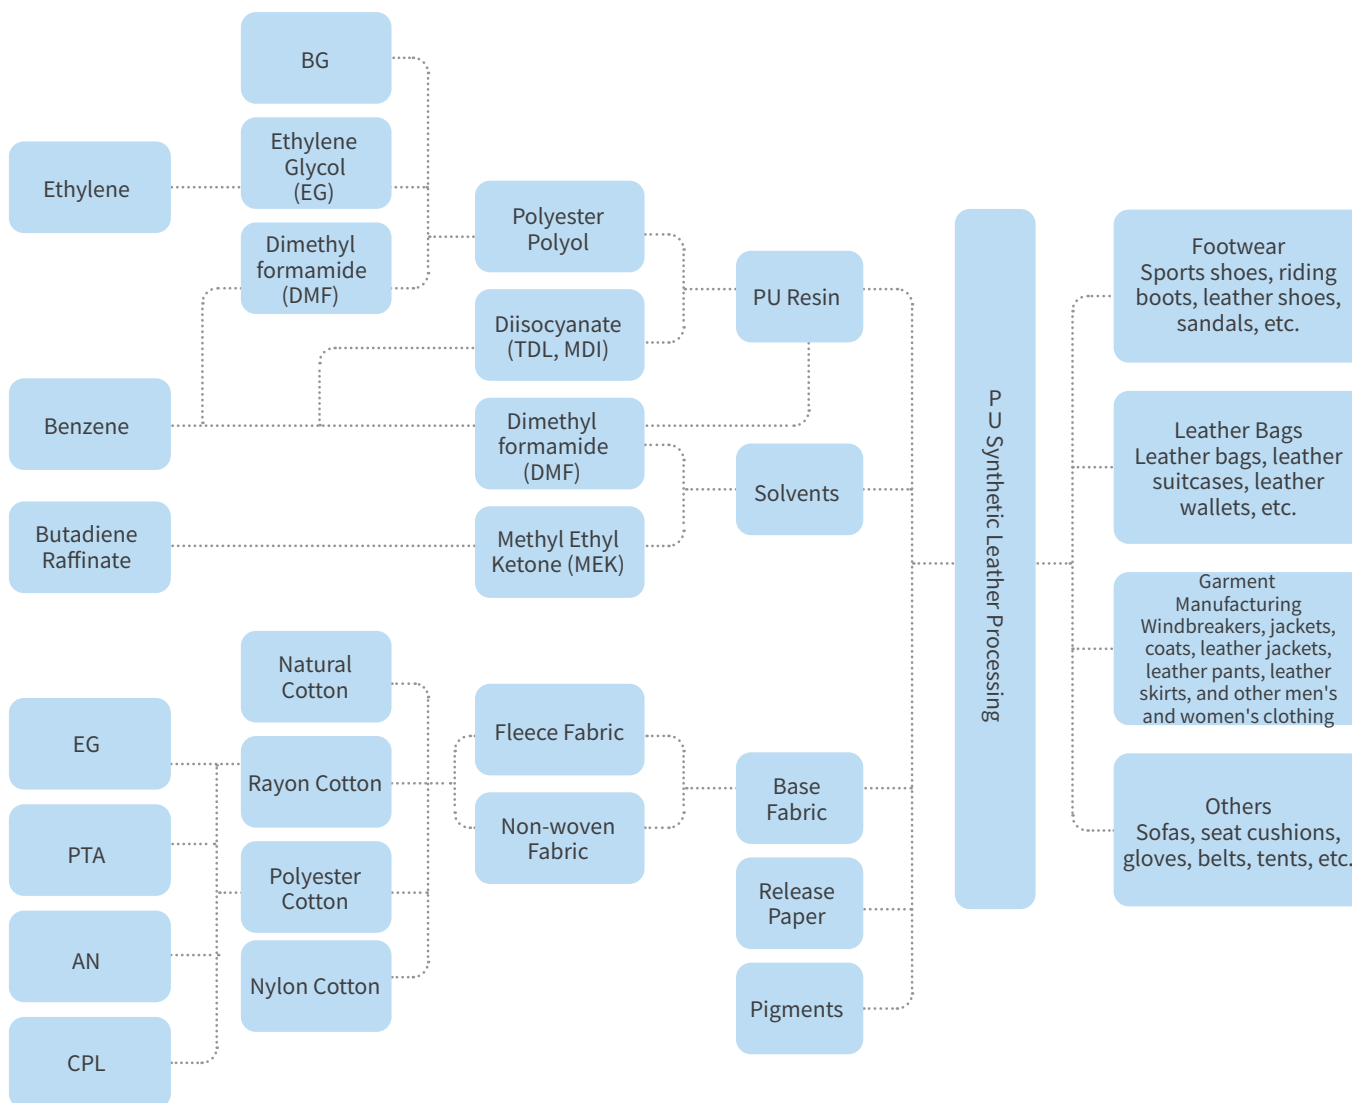 BG
Ethylene
Glycol
(EG)
Ethylene
Dimethyl
formamide
(DMF)
Polyester
Polyol
PU Resin
Diisocyanate
(TDL, MDI)
Benzene
Dimethyl
formamide
(DMF)
Solvents
Butadiene
Raffinate
Methyl Ethyl
Ketone (MEK)
Natural
Cotton
EG
Rayon Cotton
Fleece Fabric
PTA
Non-woven
Fabric
Base
Fabric
Polyester
Cotton
Release
Paper
AN
Nylon Cotton
Pigments
CPL
PU Synthetic Leather Processing
Footwear
Sports shoes, riding
boots, leather shoes,
sandals, etc.
Leather Bags
Leather bags, leather
suitcases, leather
wallets, etc.
Garment
Manufacturing
Windbreakers, jackets,
coats, leather jackets,
leather pants, leather
skirts, and other men's
and women's clothing
Others
Sofas, seat cushions,
gloves, belts, tents, etc.